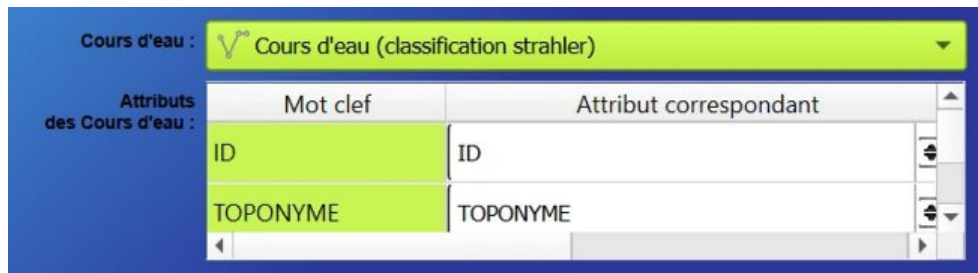 Cours d'eau : Cours d'eau (classification strahler)
Attributs
des Cours d'eau :
Mot clef Attribut correspondant
ID ID
TOPONYME TOPONYME